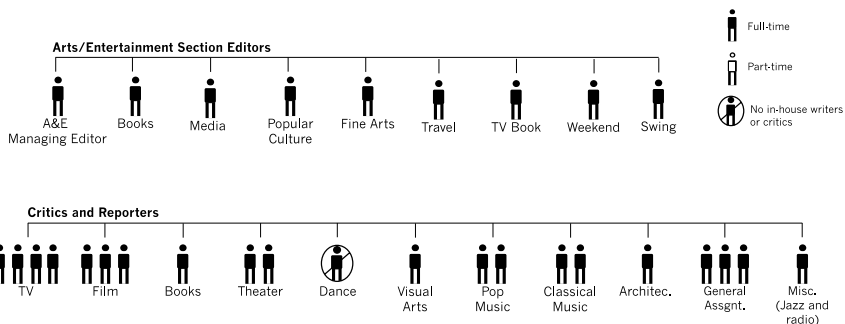 Arts/Entertainment Section Editors
A&E
Managing Editor
Books
Media
Popular
Culture
Fine Arts
Travel
TV Book
Weekend
Swing
Full-time
Part-time
No in-house writers
or critics
Critics and Reporters
TV
Film
Books
Theater
Dance
Visual
Arts
Pop
Music
Classical
Music
Architec.
General
Assgnt.
Misc.
(Jazz and
radio)